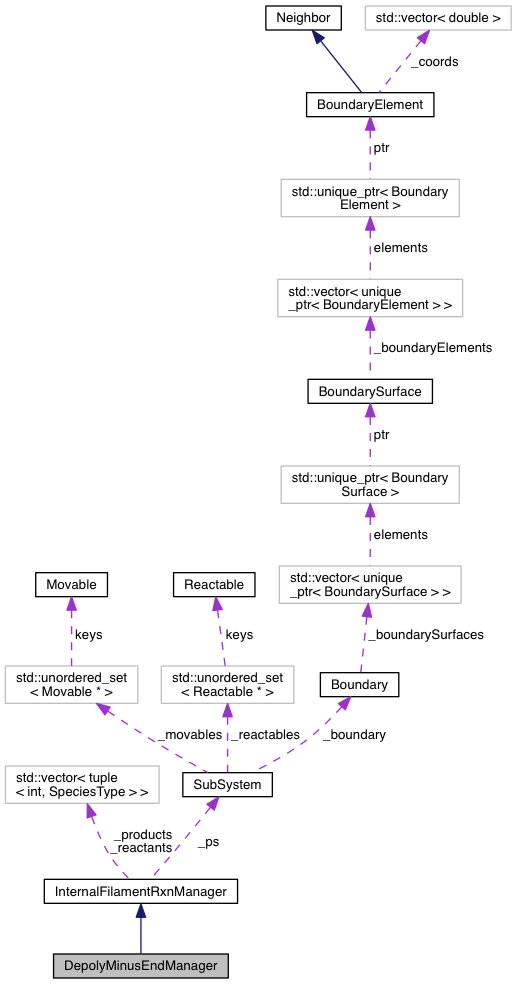 Neighbor
std::vector< double >
_coords
BoundaryElement
ptr
std::unique_ptr< Boundary
Element >
elements
std::vector< unique
_ptr< BoundaryElement > >
_boundaryElements
BoundarySurface
ptr
std::unique_ptr< Boundary
Surface >
elements
Movable
Reactable
std::vector< unique
_ptr< BoundarySurface > >
keys
keys
_boundarySurfaces
std::unordered_set
< Movable * >
std::unordered_set
< Reactable * >
Boundary
_movables
_reactables
_boundary
std::vector< tuple
< int, SpeciesType > >
SubSystem
_products
_reactants
_ps
InternalFilamentRxnManager
DepolyMinusEndManager